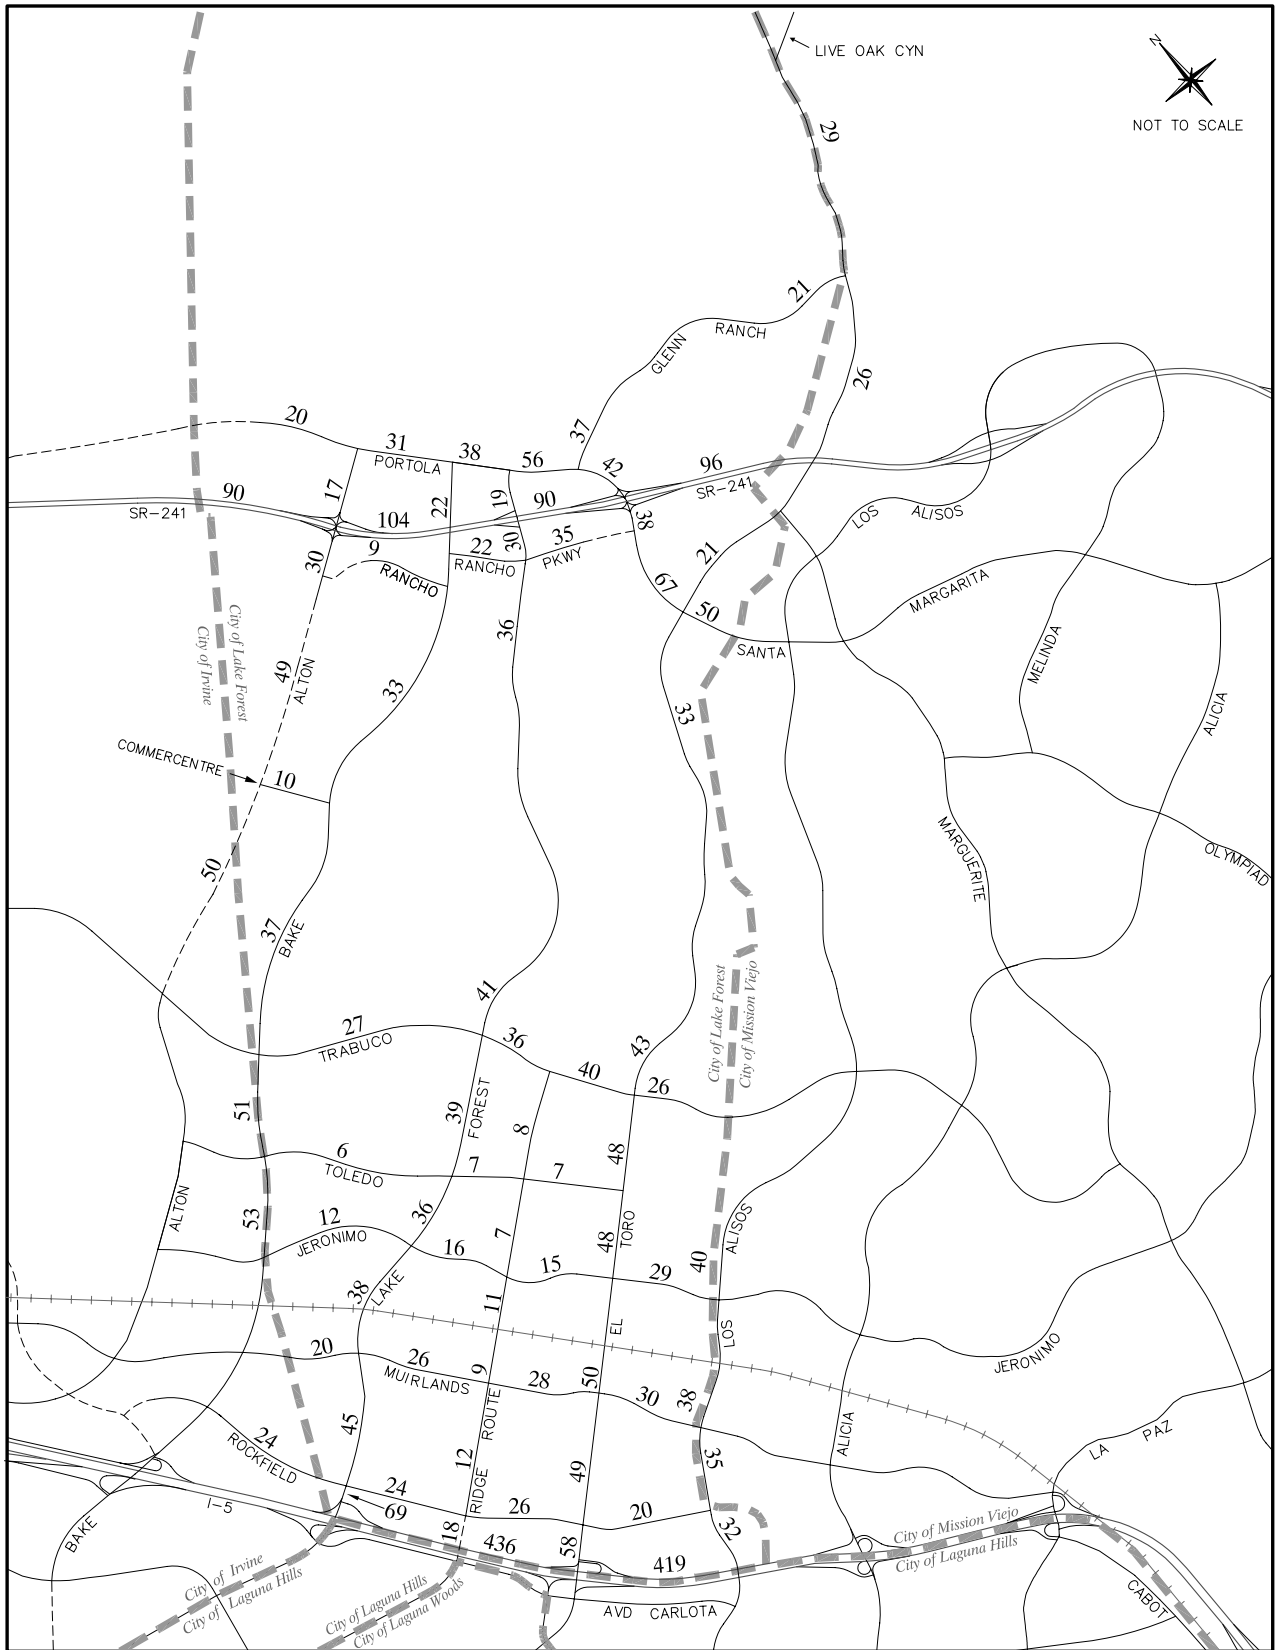 LIVE OAK CYN
N
NOT TO SCALE
29
21
RANCH
GLENN
26
20
31
PORTOLA
38
56
37
42
96
SR-241
90
SR-241
17
22
19
90
38
104
30
9
RANCHO
22
RANCHO
30
35
PKWY
21
67
50
SANTA
LOS
ALISOS
MARGARITA
MELINDA
ALICIA
City of Lake Forest
City of Irvine
36
49
ALTON
33
33
COMMERCENTRE
10
50
MARGUERITE
OLYMPIAD
37
BAKE
41
City of Lake Forest
City of Mission Viejo
27
TRABUCO
36
40
43
26
51
39
FOREST
8
48
6
TOLEDO
7
7
ALTON
53
12
JERONIMO
36
16
7
15
48
TORO
29
40
ALISOS
38
LAKE
11
EL
LOS
JERONIMO
20
26
MUIRLANDS
9
28
50
30
38
ROUTE
45
24
ROCKFIELD
12
35
ALICIA
LA PAZ
49
I-5
24
69
RIDGE
26
20
32
BAKE
18
436
58
419
City of Mission Viejo
City of Laguna Hills
City of Irvine
City of Laguna Hills
City of Laguna Hills
City of Laguna Woods
AVD CARLOTA
CABOT